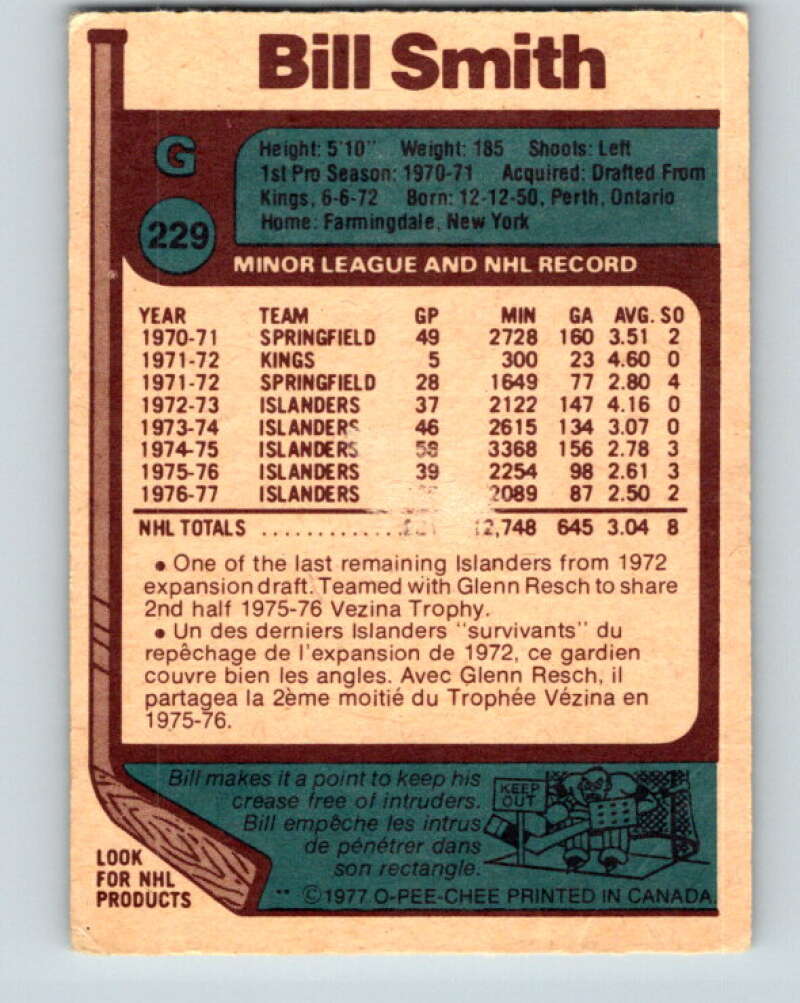 Bill Smith
G
229
Height: 5'10" Weight: 185 Shoots: Left
1st Pro Season: 1970-71 Acquired: Drafted From
Kings, 6-6-72 Born: 12-12-50, Perth, Ontario
Home: Farmingdale, New York
MINOR LEAGUE AND NHL RECORD
YEAR TEAM GP MIN GA AVG. SO
1970-71 SPRINGFIELD 49 2728 160 3.51 2
1971-72 KINGS 5 300 23 4.60 0
1971-72 SPRINGFIELD 28 1649 77 2.80 4
1972-73 ISLANDERS 37 2122 147 4.16 0
1973-74 ISLANDERS 46 2615 134 3.07 0
1974-75 ISLANDERS 58 3368 156 2.78 3
1975-76 ISLANDERS 39 2254 98 2.61 3
1976-77 ISLANDERS 2089 87 2.50 2
NHL TOTALS .............. 12,748 645 3.04 8
• One of the last remaining Islanders from 1972
expansion draft. Teamed with Glenn Resch to share
2nd half 1975-76 Vezina Trophy.
• Un des derniers Islanders "survivants" du
repêchage de l'expansion de 1972, ce gardien
couvre bien les angles. Avec Glenn Resch, il
partagea la 2ème moitié du Trophée Vézina en
1975-76.
Bill makes it a point to keep his
crease free of intruders.
Bill empêche les intrus
de pénétrer dans
son rectangle.
KEEP
OUT
LOOK
FOR NHL
PRODUCTS
** ©1977 O-PEE-CHEE PRINTED IN CANADA